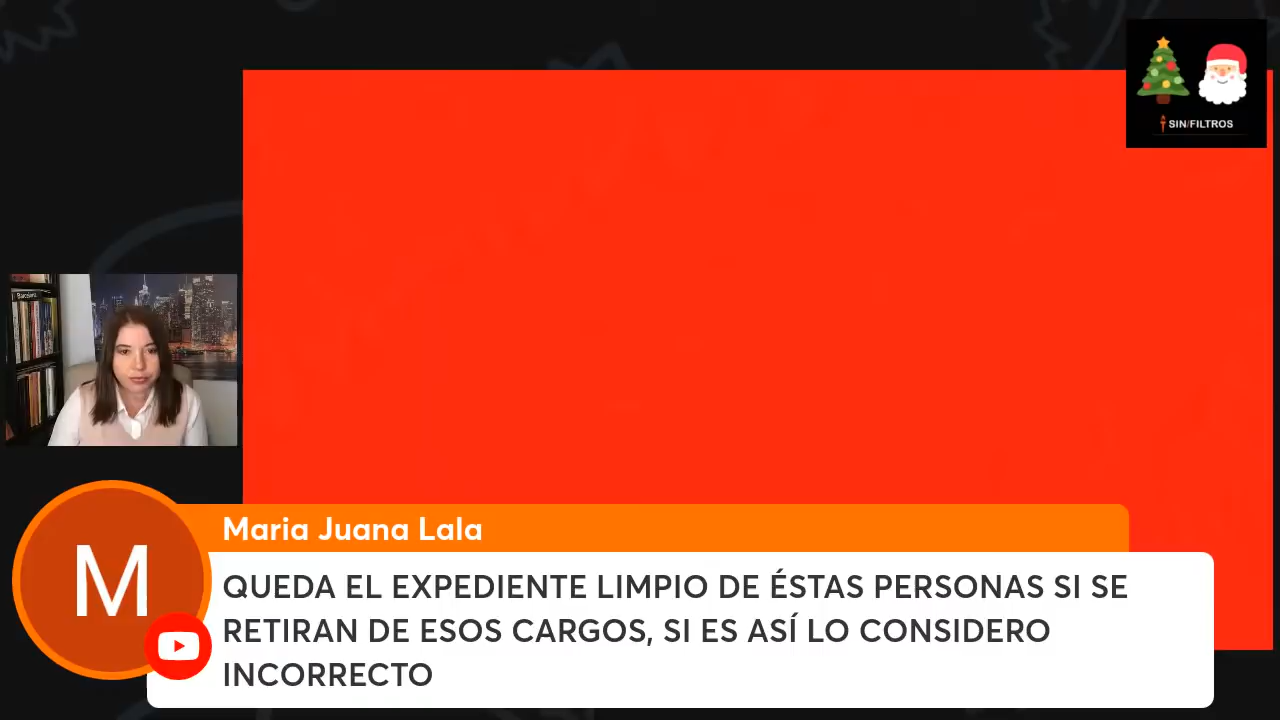 SIN/FILTROS
Barcelona
Maria Juana Lala
M
QUEDA EL EXPEDIENTE LIMPIO DE ÉSTAS PERSONAS SI SE
RETIRAN DE ESOS CARGOS, SI ES ASÍ LO CONSIDERO
INCORRECTO